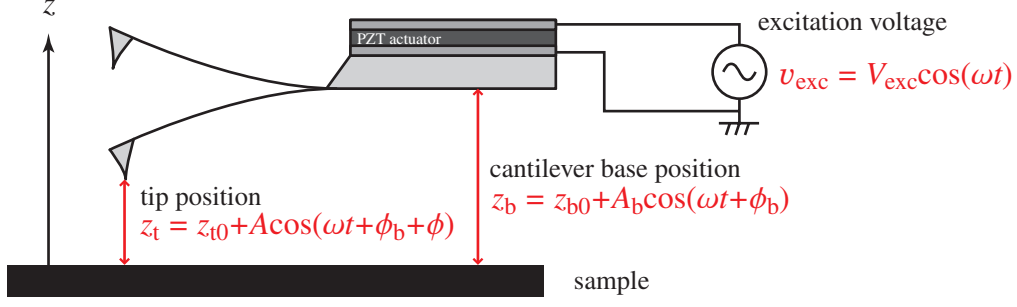 z
PZT actuator
excitation voltage
v_exc = V_exc cos(ωt)
cantilever base position
z_b = z_b0+A_b cos(ωt+ϕ_b)
tip position
z_t = z_t0+Acos(ωt+ϕ_b+ϕ)
sample